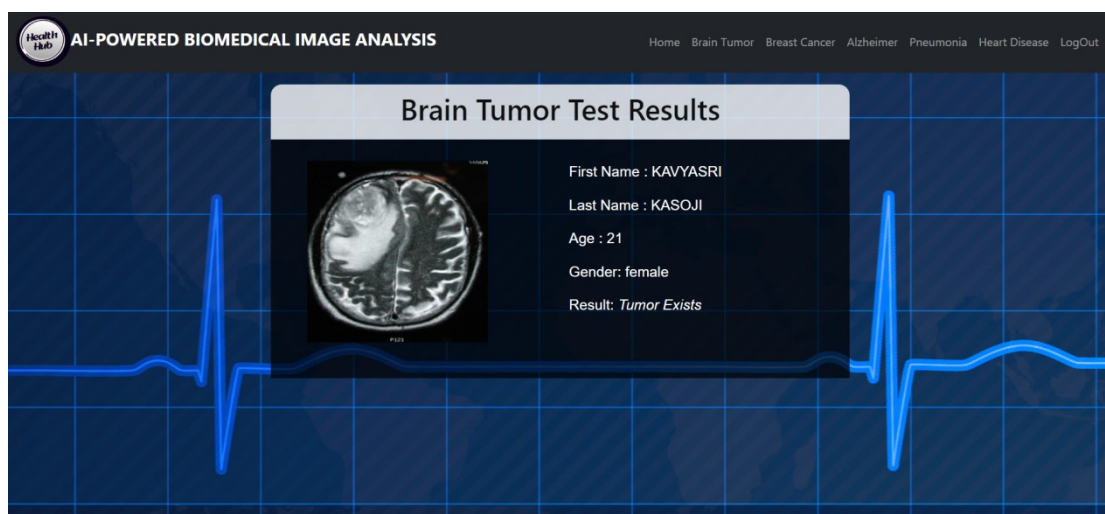 Health
Hub
AI-POWERED BIOMEDICAL IMAGE ANALYSIS
Home Brain Tumor Breast Cancer Alzheimer Pneumonia Heart Disease LogOut
Brain Tumor Test Results
First Name : KAVYASRI
Last Name : KASOJI
Age : 21
Gender: female
Result: Tumor Exists